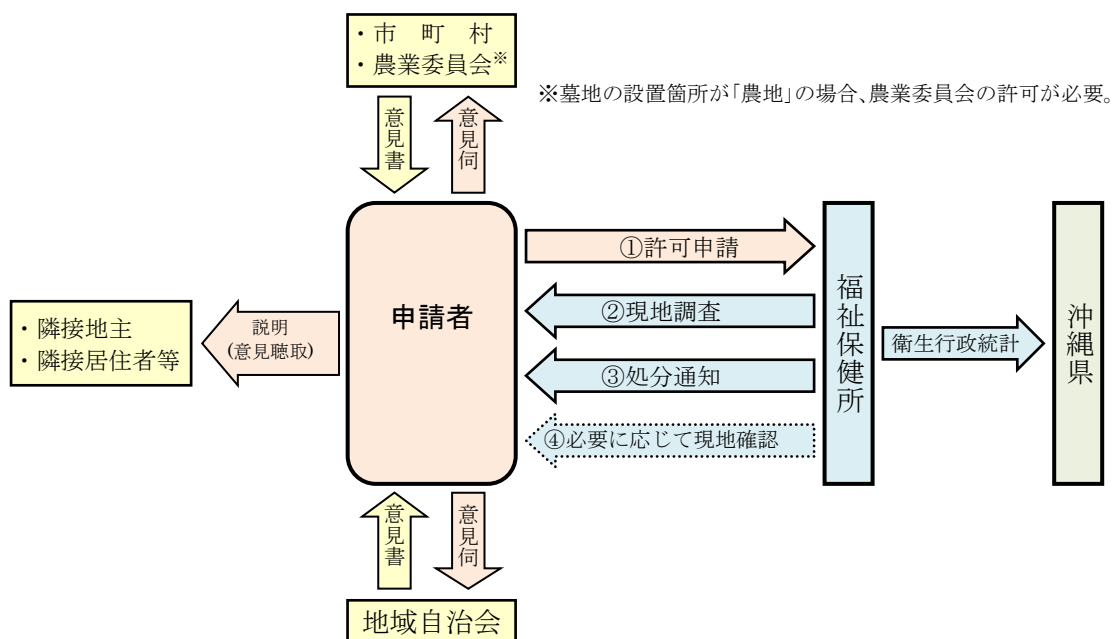 ・市　町　村
・農業委員会※
※墓地の設置箇所が「農地」の場合、農業委員会の許可が必要。
意見書
意見伺
①許可申請
・隣接地主
・隣接居住者等
説明
(意見聴取)
申請者
②現地調査
③処分通知
④必要に応じて現地確認
福祉保健所
衛生行政統計
沖縄県
意見書
意見伺
地域自治会